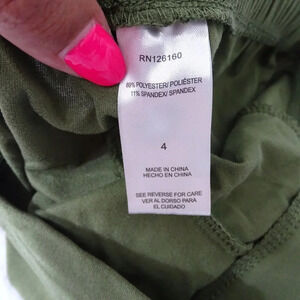 RN126160
89% POLYESTER/ POLIÉSTER
11% SPANDEX/ SPANDEX
4
MADE IN CHINA
HECHO EN CHINA
SEE REVERSE FOR CARE
VER AL DORSO PARA
EL CUIDADO